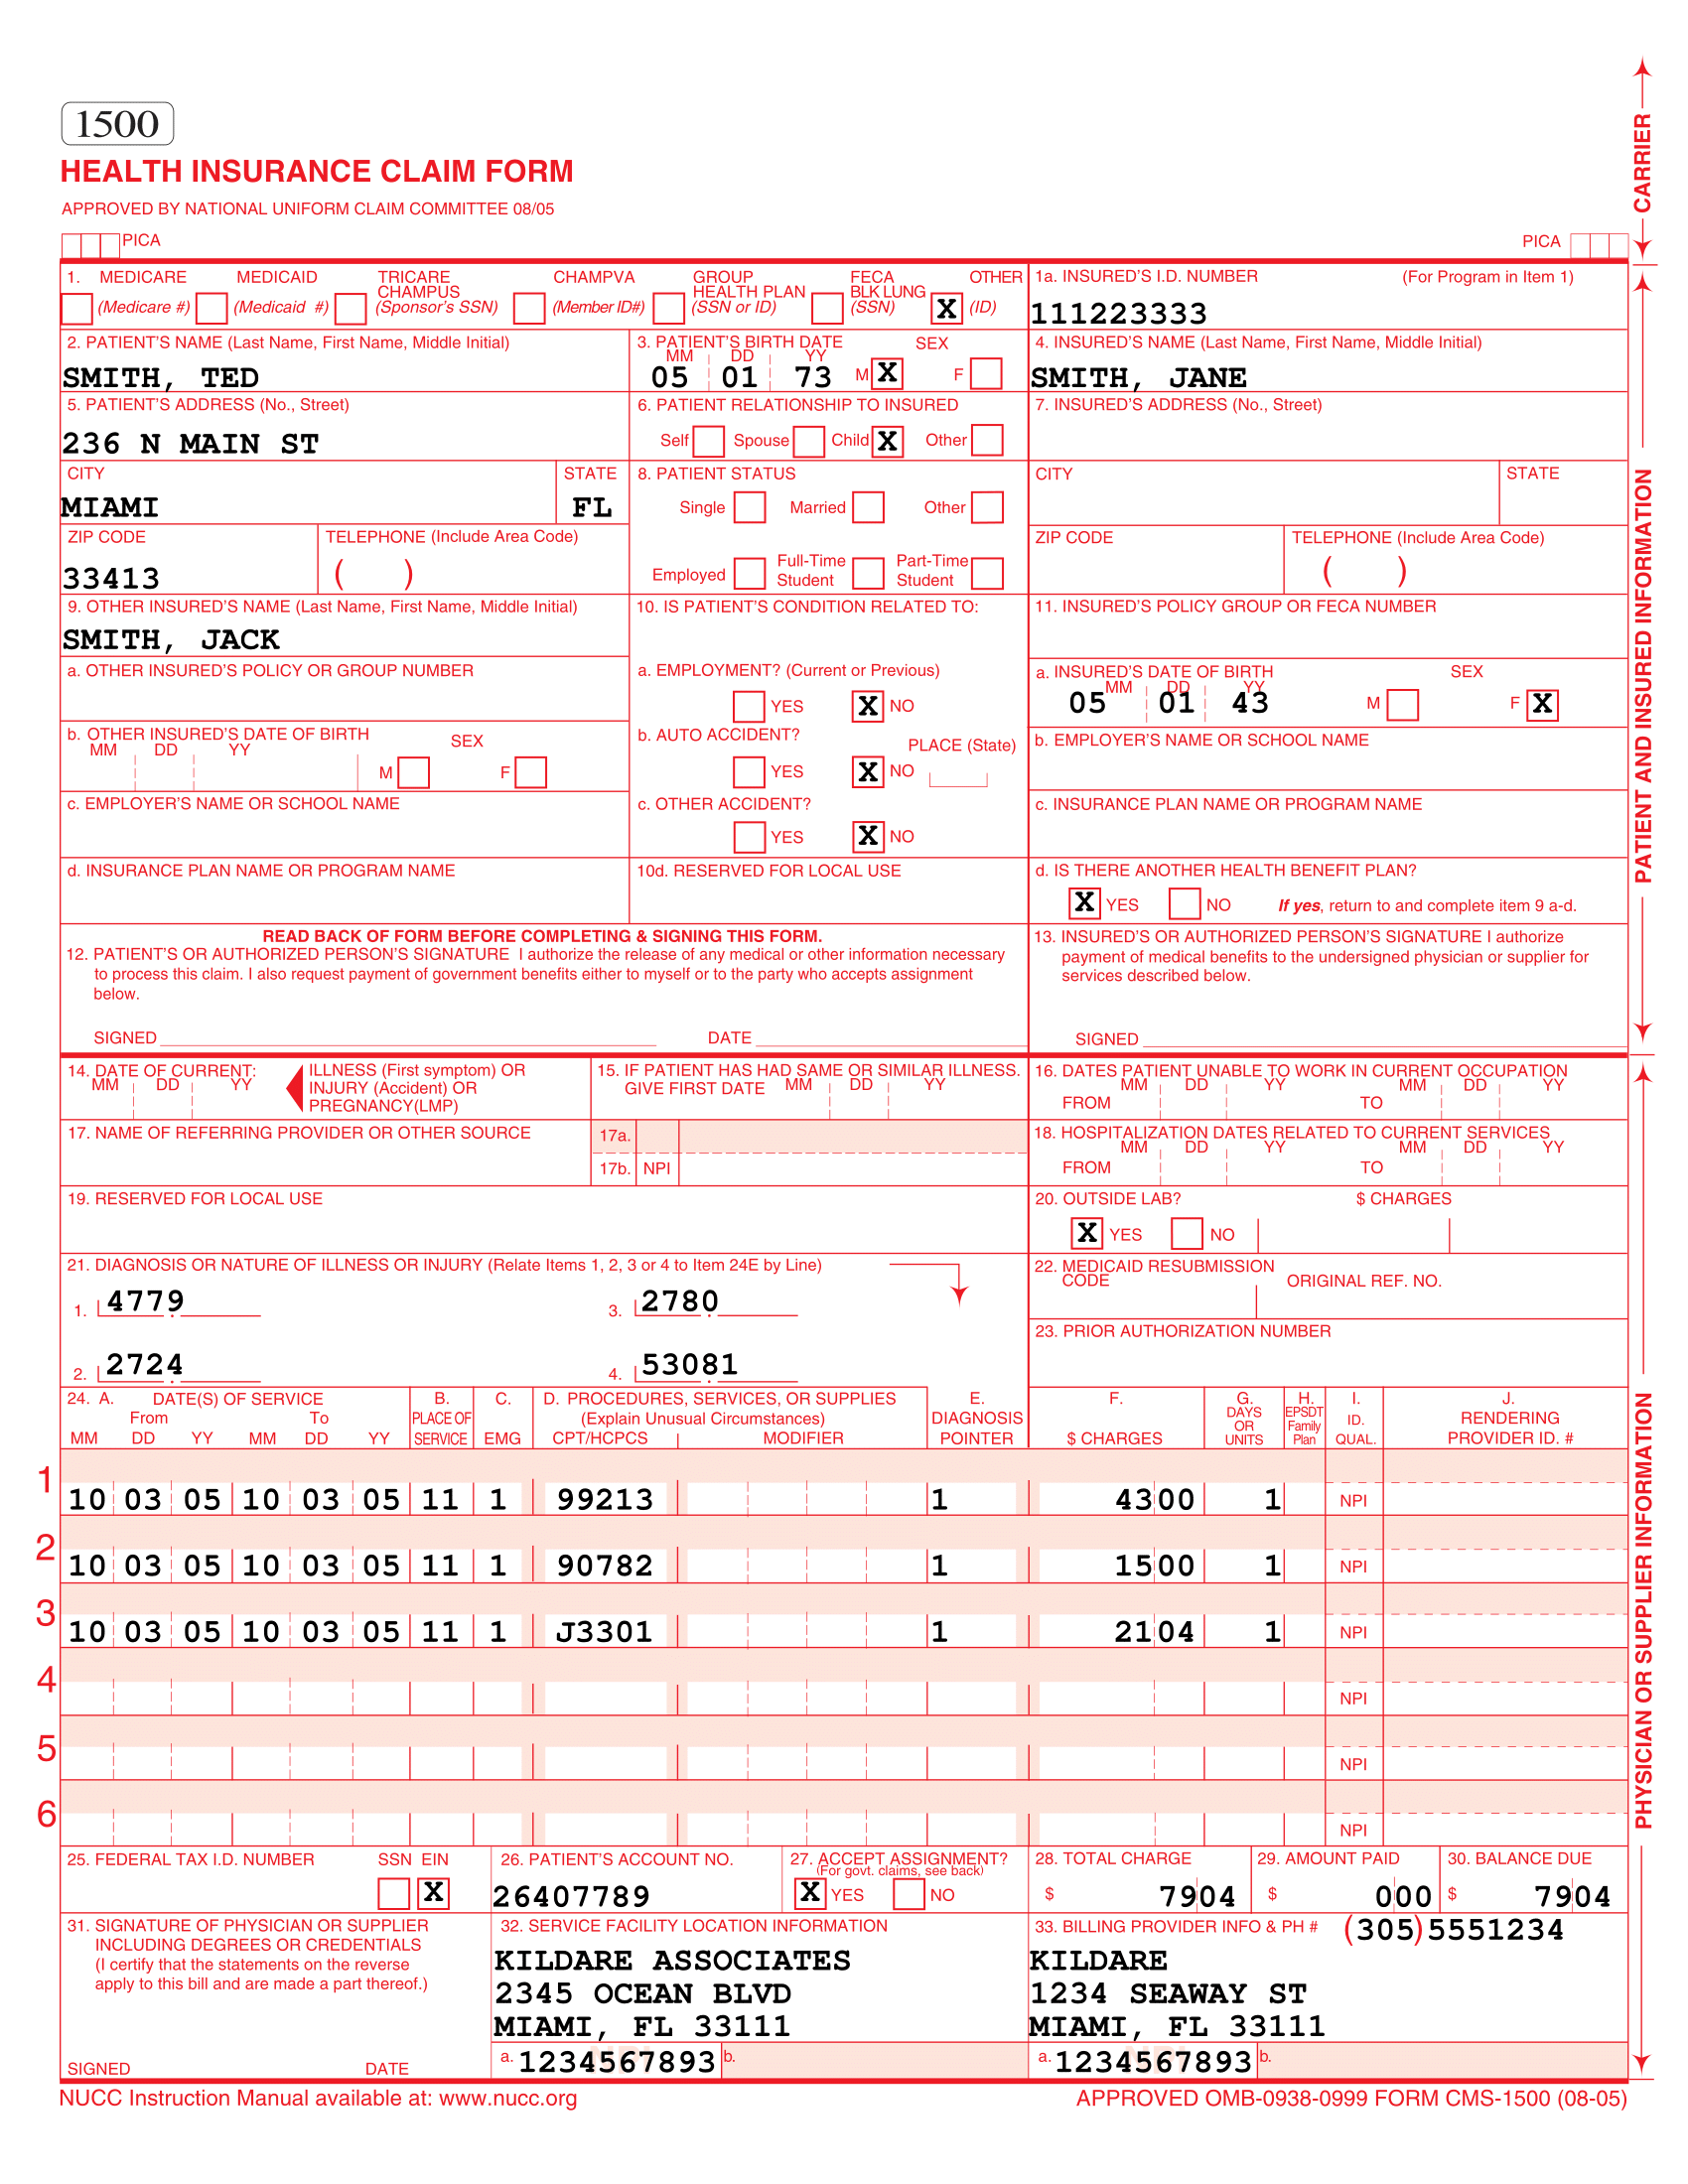 1500
HEALTH INSURANCE CLAIM FORM
APPROVED BY NATIONAL UNIFORM CLAIM COMMITTEE 08/05
PICA
PICA
CARRIER
1. MEDICARE MEDICAID TRICARE CHAMPVA GROUP FECA OTHER
CHAMPUS HEALTH PLAN BLK LUNG
(Medicare #) (Medicaid #) (Sponsor's SSN) (Member ID#) (SSN or ID) (SSN) X (ID)
1a. INSURED'S I.D. NUMBER (For Program in Item 1)
111223333
2. PATIENT'S NAME (Last Name, First Name, Middle Initial)
SMITH, TED
3. PATIENT'S BIRTH DATE SEX
MM DD YY
05 01 73 M X F
4. INSURED'S NAME (Last Name, First Name, Middle Initial)
SMITH, JANE
5. PATIENT'S ADDRESS (No., Street)
236 N MAIN ST
6. PATIENT RELATIONSHIP TO INSURED
Self Spouse Child X Other
7. INSURED'S ADDRESS (No., Street)
CITY STATE
MIAMI FL
8. PATIENT STATUS
Single Married Other
CITY STATE
ZIP CODE TELEPHONE (Include Area Code)
33413 ( )
Employed Full-Time Student Part-Time Student
ZIP CODE TELEPHONE (Include Area Code)
( )
9. OTHER INSURED'S NAME (Last Name, First Name, Middle Initial)
SMITH, JACK
10. IS PATIENT'S CONDITION RELATED TO:
11. INSURED'S POLICY GROUP OR FECA NUMBER
a. OTHER INSURED'S POLICY OR GROUP NUMBER
a. EMPLOYMENT? (Current or Previous)
YES X NO
a. INSURED'S DATE OF BIRTH SEX
MM DD YY
05 01 43 M F X
b. OTHER INSURED'S DATE OF BIRTH SEX
MM DD YY
M F
b. AUTO ACCIDENT? PLACE (State)
YES X NO
b. EMPLOYER'S NAME OR SCHOOL NAME
c. EMPLOYER'S NAME OR SCHOOL NAME
c. OTHER ACCIDENT?
YES X NO
c. INSURANCE PLAN NAME OR PROGRAM NAME
d. INSURANCE PLAN NAME OR PROGRAM NAME
10d. RESERVED FOR LOCAL USE
d. IS THERE ANOTHER HEALTH BENEFIT PLAN?
X YES NO If yes, return to and complete item 9 a-d.
PATIENT AND INSURED INFORMATION
READ BACK OF FORM BEFORE COMPLETING & SIGNING THIS FORM.
12. PATIENT'S OR AUTHORIZED PERSON'S SIGNATURE I authorize the release of any medical or other information necessary
to process this claim. I also request payment of government benefits either to myself or to the party who accepts assignment
below.
SIGNED DATE
13. INSURED'S OR AUTHORIZED PERSON'S SIGNATURE I authorize
payment of medical benefits to the undersigned physician or supplier for
services described below.
SIGNED
14. DATE OF CURRENT:
MM DD YY
ILLNESS (First symptom) OR
INJURY (Accident) OR
PREGNANCY(LMP)
15. IF PATIENT HAS HAD SAME OR SIMILAR ILLNESS.
GIVE FIRST DATE MM DD YY
16. DATES PATIENT UNABLE TO WORK IN CURRENT OCCUPATION
MM DD YY MM DD YY
FROM TO
17. NAME OF REFERRING PROVIDER OR OTHER SOURCE
17a.
17b. NPI
18. HOSPITALIZATION DATES RELATED TO CURRENT SERVICES
MM DD YY MM DD YY
FROM TO
19. RESERVED FOR LOCAL USE
20. OUTSIDE LAB? $ CHARGES
X YES NO
21. DIAGNOSIS OR NATURE OF ILLNESS OR INJURY (Relate Items 1, 2, 3 or 4 to Item 24E by Line)
1. 4779 3. 2780
2. 2724 4. 53081
22. MEDICAID RESUBMISSION
CODE ORIGINAL REF. NO.
23. PRIOR AUTHORIZATION NUMBER
24. A. DATE(S) OF SERVICE B. C. D. PROCEDURES, SERVICES, OR SUPPLIES E. F. G. H. I. J.
From To PLACE OF (Explain Unusual Circumstances) DIAGNOSIS DAYS OR EPSDT Family ID. RENDERING
MM DD YY MM DD YY SERVICE EMG CPT/HCPCS MODIFIER POINTER $ CHARGES UNITS Plan QUAL. PROVIDER ID. #
1 10 03 05 10 03 05 11 1 99213 1 4300 1 NPI
2 10 03 05 10 03 05 11 1 90782 1 1500 1 NPI
3 10 03 05 10 03 05 11 1 J3301 1 2104 1 NPI
4 NPI
5 NPI
6 NPI
PHYSICIAN OR SUPPLIER INFORMATION
25. FEDERAL TAX I.D. NUMBER SSN EIN
X
26. PATIENT'S ACCOUNT NO.
26407789
27. ACCEPT ASSIGNMENT?
(For govt. claims, see back)
X YES NO
28. TOTAL CHARGE
$ 7904
29. AMOUNT PAID
$ 000
30. BALANCE DUE
$ 7904
31. SIGNATURE OF PHYSICIAN OR SUPPLIER
INCLUDING DEGREES OR CREDENTIALS
(I certify that the statements on the reverse
apply to this bill and are made a part thereof.)
SIGNED DATE
32. SERVICE FACILITY LOCATION INFORMATION
KILDARE ASSOCIATES
2345 OCEAN BLVD
MIAMI, FL 33111
a. 1234567893 b.
33. BILLING PROVIDER INFO & PH # (305)5551234
KILDARE
1234 SEAWAY ST
MIAMI, FL 33111
a. 1234567893 b.
NUCC Instruction Manual available at: www.nucc.org
APPROVED OMB-0938-0999 FORM CMS-1500 (08-05)